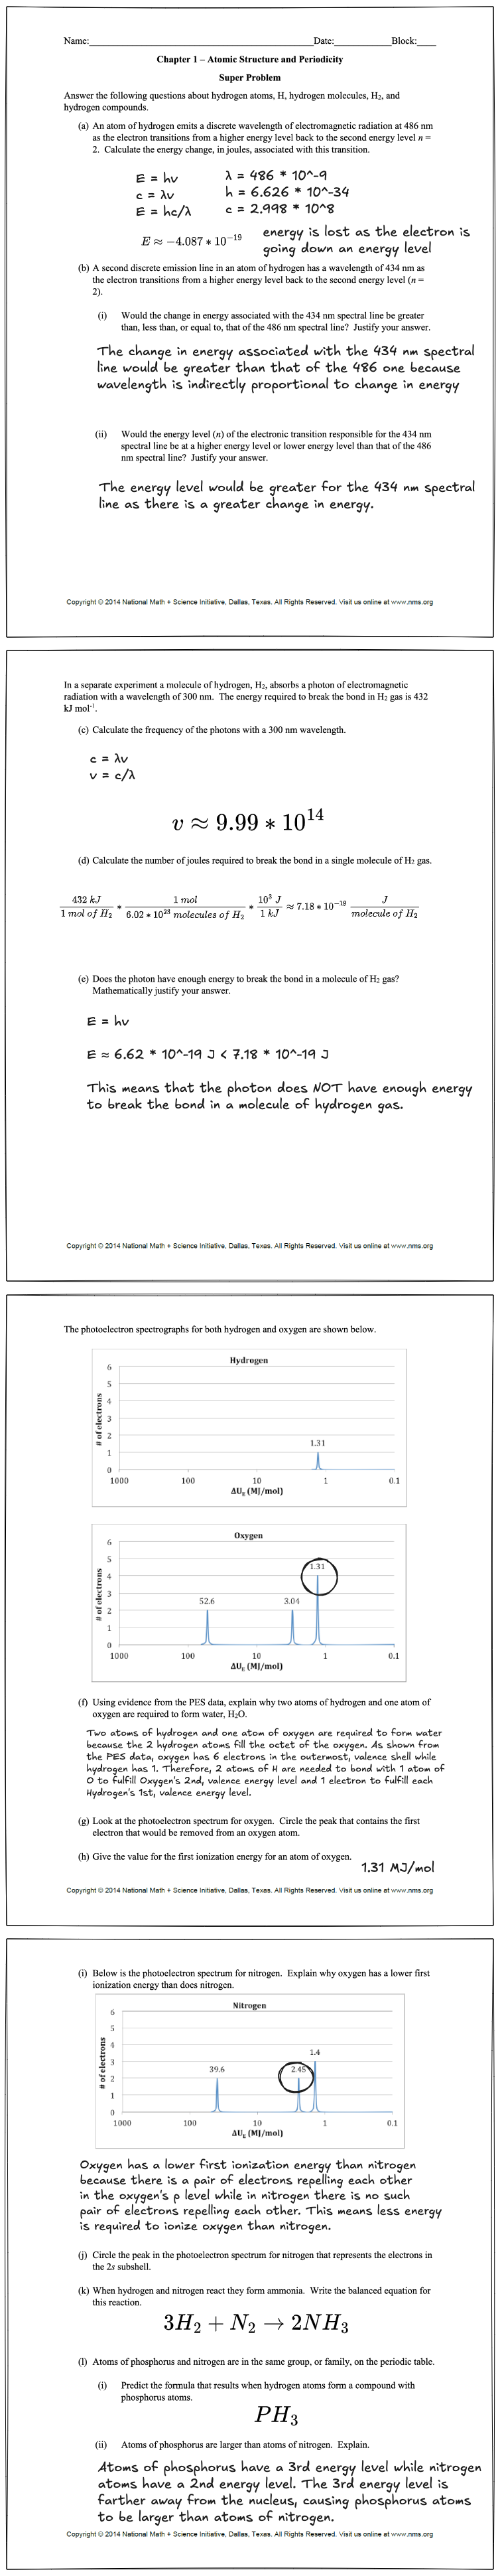 Name:_______________________________________________Date:____________Block:____
Chapter 1 – Atomic Structure and Periodicity
Super Problem
Answer the following questions about hydrogen atoms, H, hydrogen molecules, H₂, and
hydrogen compounds.
(a) An atom of hydrogen emits a discrete wavelength of electromagnetic radiation at 486 nm
as the electron transitions from a higher energy level back to the second energy level n =
2. Calculate the energy change, in joules, associated with this transition.
E = hv
λ = 486 * 10^-9
c = λv
h = 6.626 * 10^-34
E = hc/λ
c = 2.998 * 10^8
E ≈ −4.087 * 10⁻¹⁹
energy is lost as the electron is
going down an energy level
(b) A second discrete emission line in an atom of hydrogen has a wavelength of 434 nm as
the electron transitions from a higher energy level back to the second energy level (n =
2).
(i) Would the change in energy associated with the 434 nm spectral line be greater
than, less than, or equal to, that of the 486 nm spectral line? Justify your answer.
The change in energy associated with the 434 nm spectral
line would be greater than that of the 486 one because
wavelength is indirectly proportional to change in energy
(ii) Would the energy level (n) of the electronic transition responsible for the 434 nm
spectral line be at a higher energy level or lower energy level than that of the 486
nm spectral line? Justify your answer.
The energy level would be greater for the 434 nm spectral
line as there is a greater change in energy.
Copyright © 2014 National Math + Science Initiative, Dallas, Texas. All Rights Reserved. Visit us online at www.nms.org
In a separate experiment a molecule of hydrogen, H₂, absorbs a photon of electromagnetic
radiation with a wavelength of 300 nm. The energy required to break the bond in H₂ gas is 432
kJ mol⁻¹.
(c) Calculate the frequency of the photons with a 300 nm wavelength.
c = λv
v = c/λ
v ≈ 9.99 * 10¹⁴
(d) Calculate the number of joules required to break the bond in a single molecule of H₂ gas.
432 kJ / 1 mol of H₂ * 1 mol / 6.02 * 10²³ molecules of H₂ * 10³ J / 1 kJ ≈ 7.18 * 10⁻¹⁹ J / molecule of H₂
(e) Does the photon have enough energy to break the bond in a molecule of H₂ gas?
Mathematically justify your answer.
E = hv
E ≈ 6.62 * 10^-19 J < 7.18 * 10^-19 J
This means that the photon does NOT have enough energy
to break the bond in a molecule of hydrogen gas.
Copyright © 2014 National Math + Science Initiative, Dallas, Texas. All Rights Reserved. Visit us online at www.nms.org
The photoelectron spectrographs for both hydrogen and oxygen are shown below.
Hydrogen
# of electrons
6
5
4
3
2
1
0
1.31
1000 100 10 1 0.1
ΔU_E (MJ/mol)
Oxygen
# of electrons
6
5
4
3
2
1
0
52.6 3.04 1.31
1000 100 10 1 0.1
ΔU_E (MJ/mol)
(f) Using evidence from the PES data, explain why two atoms of hydrogen and one atom of
oxygen are required to form water, H₂O.
Two atoms of hydrogen and one atom of oxygen are required to form water
because the 2 hydrogen atoms fill the octet of the oxygen. As shown from
the PES data, oxygen has 6 electrons in the outermost, valence shell while
hydrogen has 1. Therefore, 2 atoms of H are needed to bond with 1 atom of
O to fulfill Oxygen's 2nd, valence energy level and 1 electron to fulfill each
Hydrogen's 1st, valence energy level.
(g) Look at the photoelectron spectrum for oxygen. Circle the peak that contains the first
electron that would be removed from an oxygen atom.
(h) Give the value for the first ionization energy for an atom of oxygen.
1.31 MJ/mol
Copyright © 2014 National Math + Science Initiative, Dallas, Texas. All Rights Reserved. Visit us online at www.nms.org
(i) Below is the photoelectron spectrum for nitrogen. Explain why oxygen has a lower first
ionization energy than does nitrogen.
Nitrogen
# of electrons
6
5
4
3
2
1
0
39.6 2.45 1.4
1000 100 10 1 0.1
ΔU_E (MJ/mol)
Oxygen has a lower first ionization energy than nitrogen
because there is a pair of electrons repelling each other
in the oxygen's p level while in nitrogen there is no such
pair of electrons repelling each other. This means less energy
is required to ionize oxygen than nitrogen.
(j) Circle the peak in the photoelectron spectrum for nitrogen that represents the electrons in
the 2s subshell.
(k) When hydrogen and nitrogen react they form ammonia. Write the balanced equation for
this reaction.
3H₂ + N₂ → 2NH₃
(l) Atoms of phosphorus and nitrogen are in the same group, or family, on the periodic table.
(i) Predict the formula that results when hydrogen atoms form a compound with
phosphorus atoms.
PH₃
(ii) Atoms of phosphorus are larger than atoms of nitrogen. Explain.
Atoms of phosphorus have a 3rd energy level while nitrogen
atoms have a 2nd energy level. The 3rd energy level is
farther away from the nucleus, causing phosphorus atoms
to be larger than atoms of nitrogen.
Copyright © 2014 National Math + Science Initiative, Dallas, Texas. All Rights Reserved. Visit us online at www.nms.org